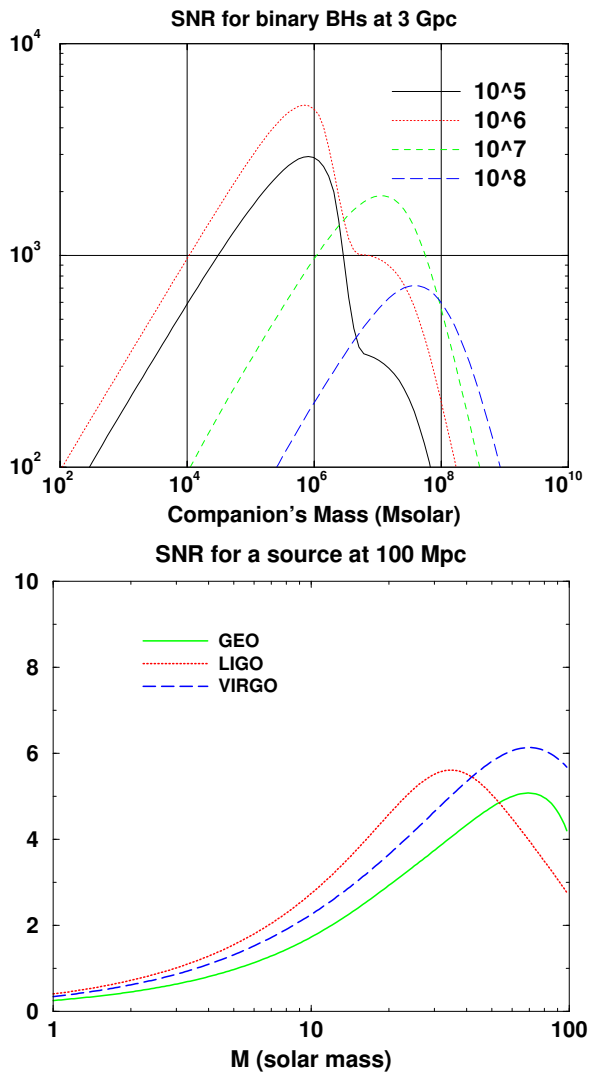 SNR for binary BHs at 3 Gpc
10^4
10^3
10^2
10^5
10^6
10^7
10^8
10^2 10^4 10^6 10^8 10^10
Companion's Mass (Msolar)
SNR for a source at 100 Mpc
10
8
6
4
2
0
GEO
LIGO
VIRGO
1 10 100
M (solar mass)